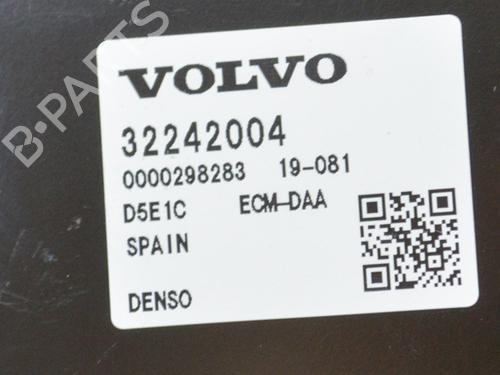 B-PARTS
VOLVO
32242004
0000298283 19-081
D5E1C ECM-DAA
SPAIN
DENSO